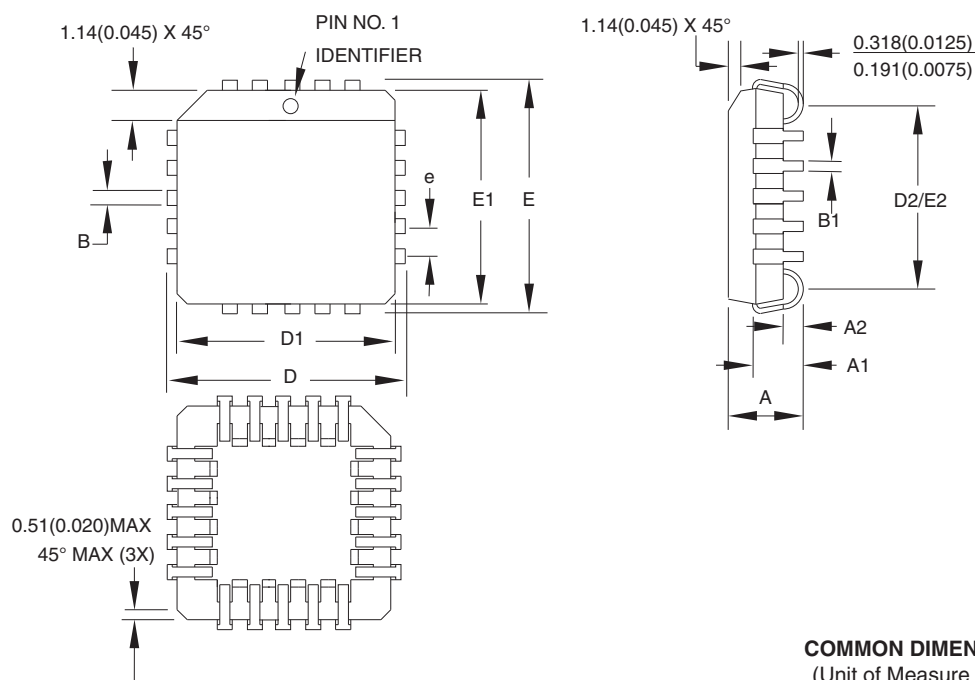 1.14(0.045) X 45°
PIN NO. 1
IDENTIFIER
1.14(0.045) X 45°
0.318(0.0125)
0.191(0.0075)
e
E1
E
B
B1
D2/E2
D1
D
A2
A1
A
0.51(0.020)MAX
45° MAX (3X)
COMMON DIMEN
(Unit of Measure